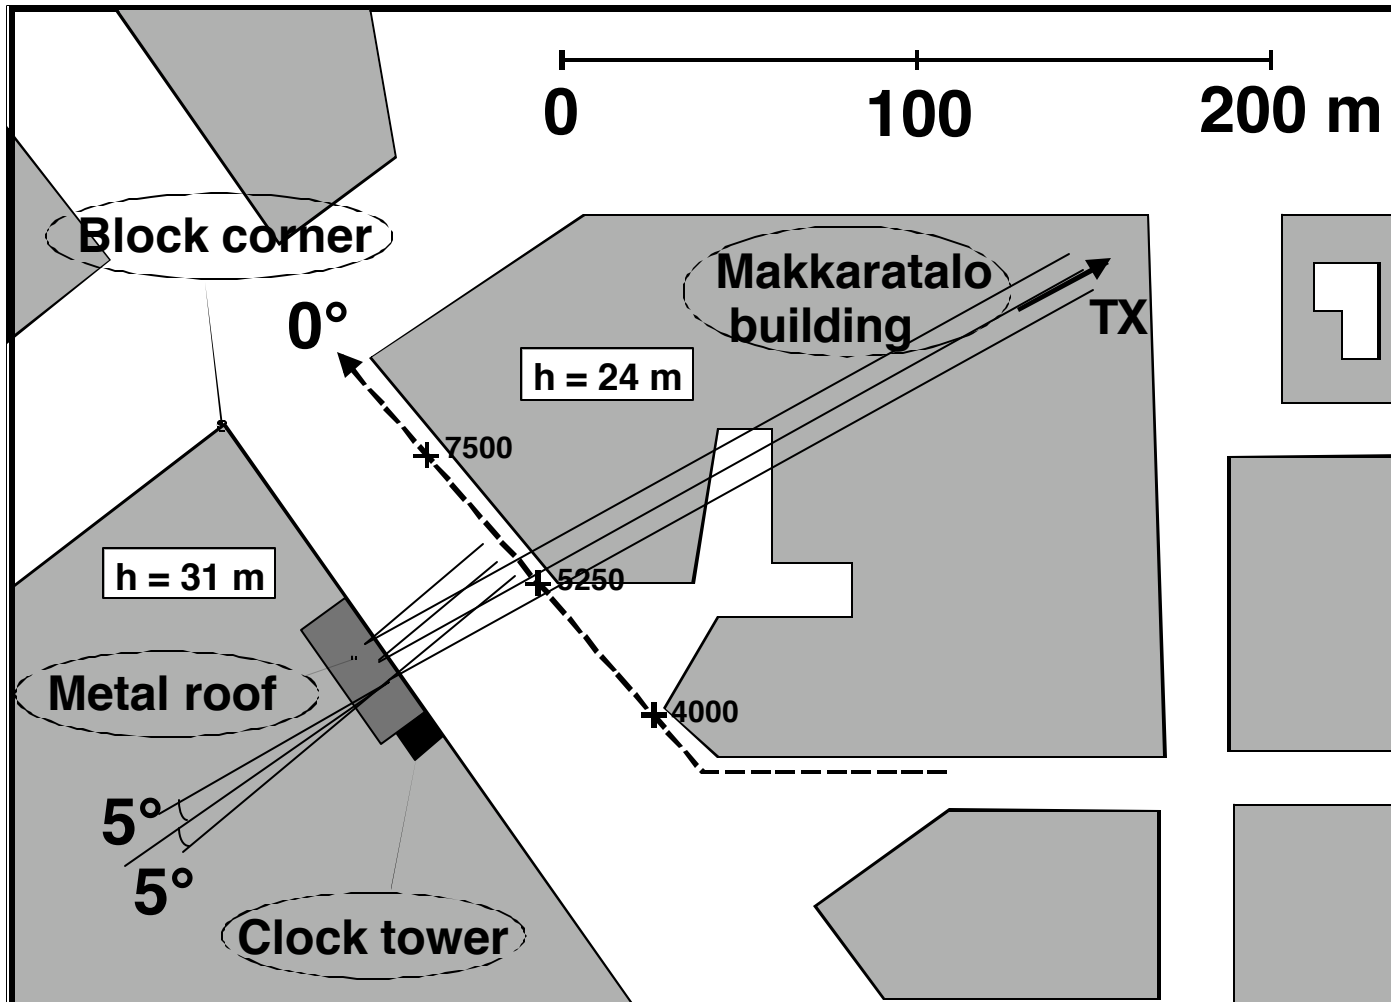 0
100
200 m
Block corner
Makkaratalo
building
0°
TX
h = 24 m
7500
h = 31 m
5250
Metal roof
4000
5°
5°
Clock tower